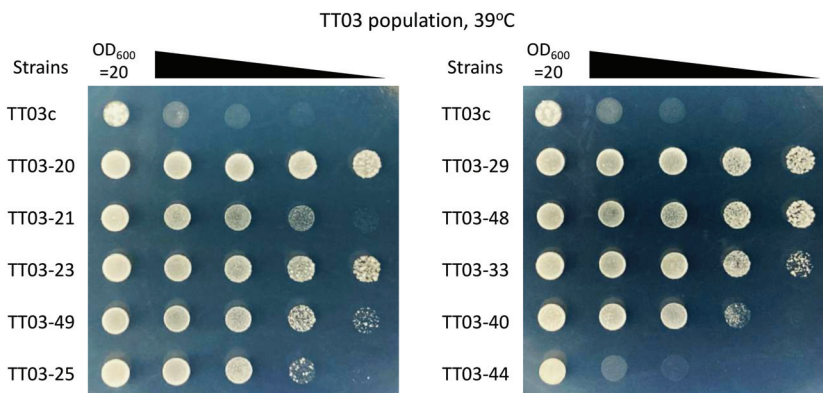 TT03 population, 39°C
Strains
OD₆₀₀
=20
TT03c
TT03-20
TT03-21
TT03-23
TT03-49
TT03-25
Strains
OD₆₀₀
=20
TT03c
TT03-29
TT03-48
TT03-33
TT03-40
TT03-44